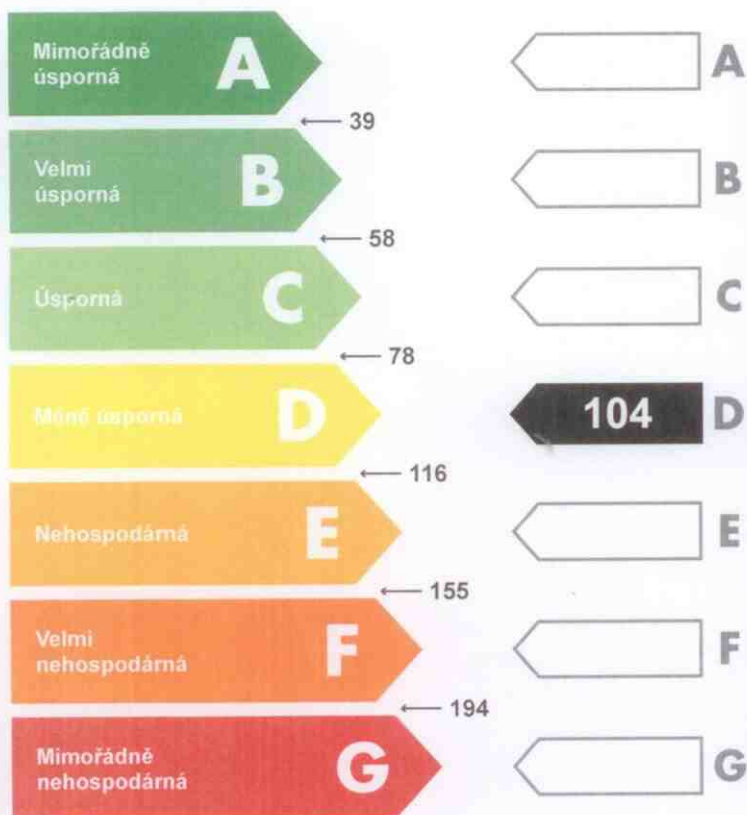 Mimořádně
úsporná
A
A
← 39
Velmi
úsporná
B
B
← 58
Úsporná
C
C
← 78
Méně úsporná
D
104
D
← 116
Nehospodárná
E
E
← 155
Velmi
nehospodárná
F
F
← 194
Mimořádně
nehospodárná
G
G